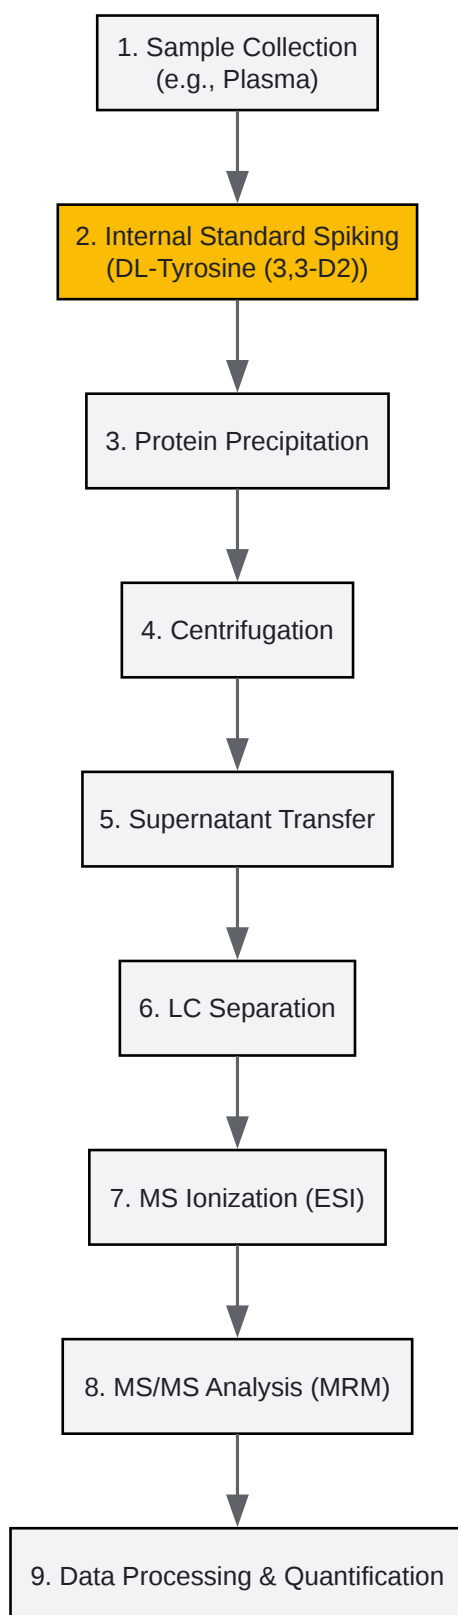 1. Sample Collection
(e.g., Plasma)
2. Internal Standard Spiking
(DL-Tyrosine (3,3-D2))
3. Protein Precipitation
4. Centrifugation
5. Supernatant Transfer
6. LC Separation
7. MS Ionization (ESI)
8. MS/MS Analysis (MRM)
9. Data Processing & Quantification